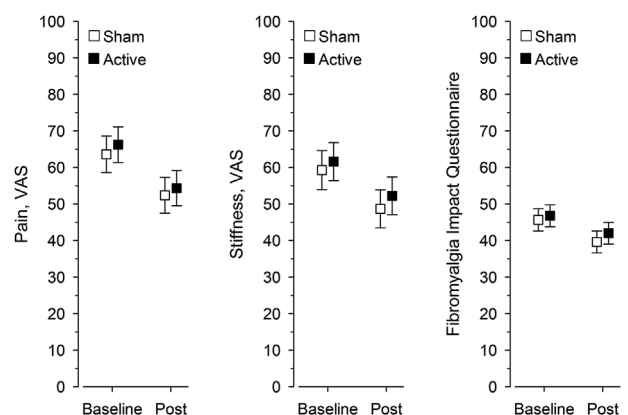 Pain, VAS
100
90
80
70
60
50
40
30
20
10
0
Sham
Active
Baseline Post
Stiffness, VAS
100
90
80
70
60
50
40
30
20
10
0
Sham
Active
Baseline Post
Fibromyalgia Impact Questionnaire
100
90
80
70
60
50
40
30
20
10
0
Sham
Active
Baseline Post